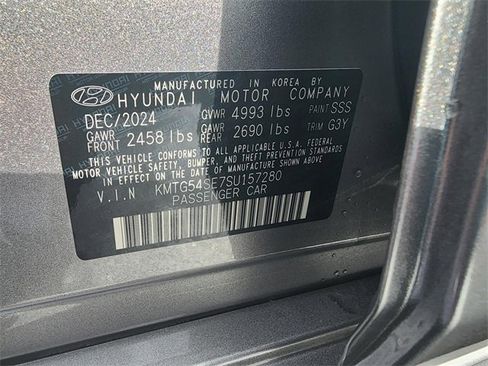 MANUFACTURED IN KOREA BY
HYUNDAI MOTOR COMPANY
DEC/2024 GVWR 4993 lbs PAINT SSS
GAWR FRONT 2458 lbs GAWR REAR 2690 lbs TRIM G3Y
THIS VEHICLE CONFORMS TO ALL APPLICABLE U.S.A. FEDERAL
MOTOR VEHICLE SAFETY, BUMPER, AND THEFT PREVENTION STANDARDS
IN EFFECT ON THE DATE OF MANUFACTURE SHOWN ABOVE.
V.I.N KMTG54SE7SU157280
PASSENGER CAR